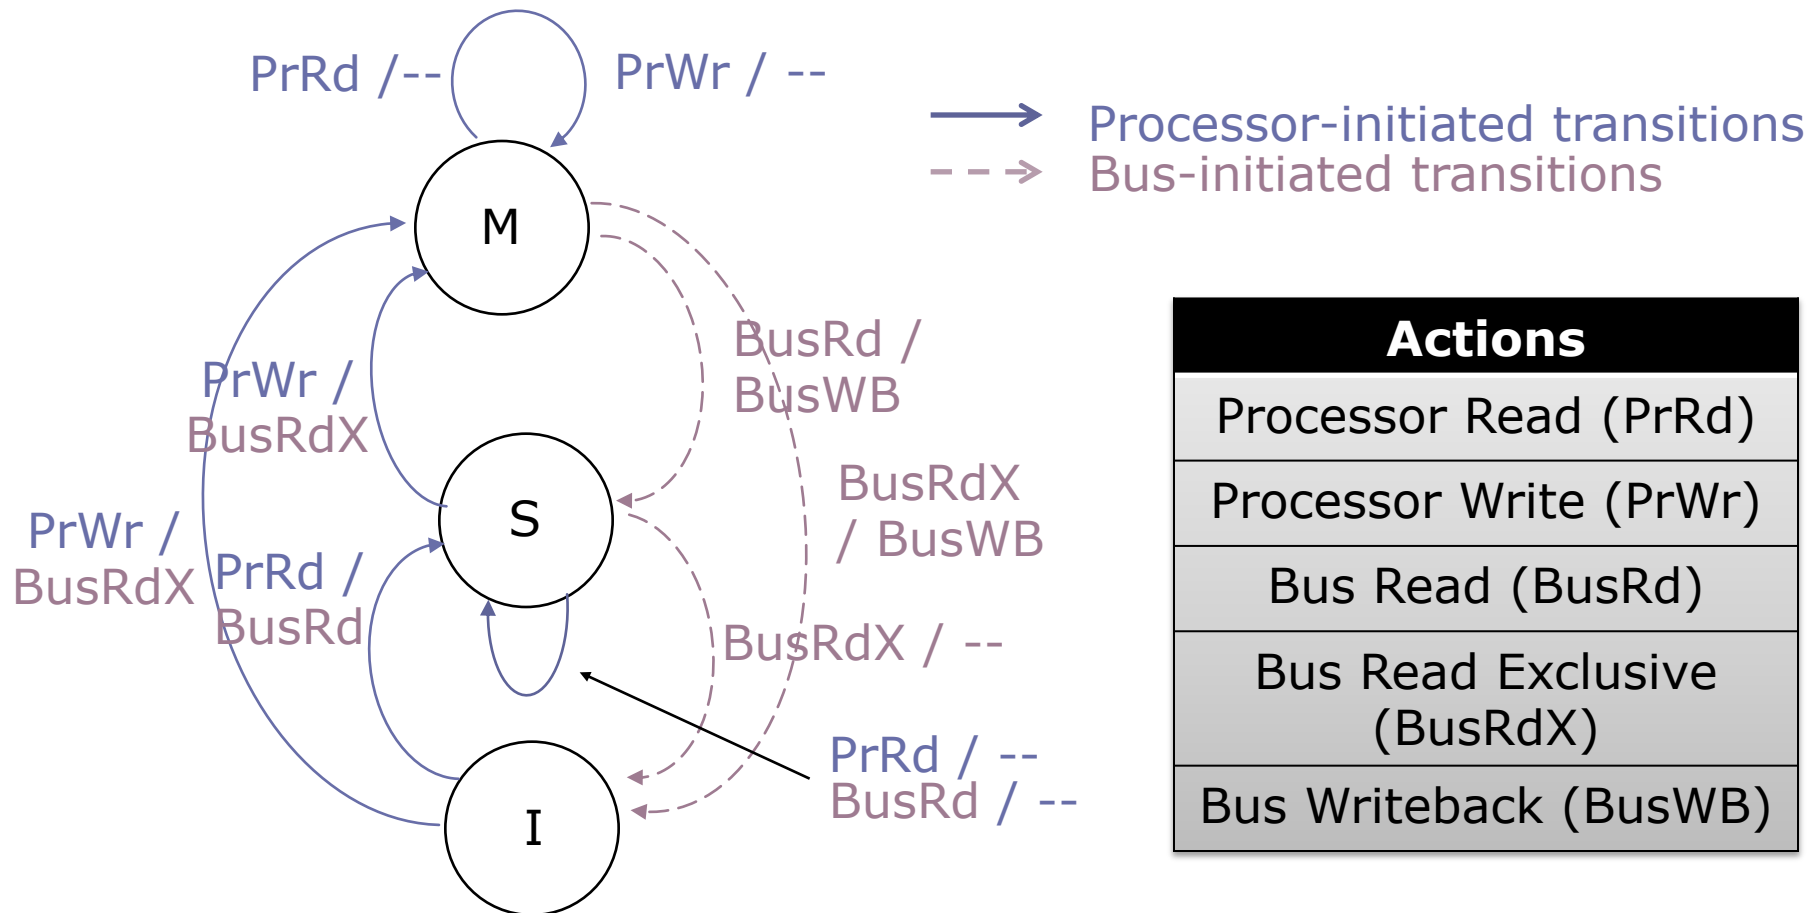 PrRd /--
PrWr / --
Processor-initiated transitions
Bus-initiated transitions
M
BusRd /
BusWB
PrWr /
BusRdX
BusRdX
/ BusWB
S
PrWr /
BusRdX
PrRd /
BusRd
BusRdX / --
PrRd / --
BusRd / --
I
Actions
Processor Read (PrRd)
Processor Write (PrWr)
Bus Read (BusRd)
Bus Read Exclusive
(BusRdX)
Bus Writeback (BusWB)